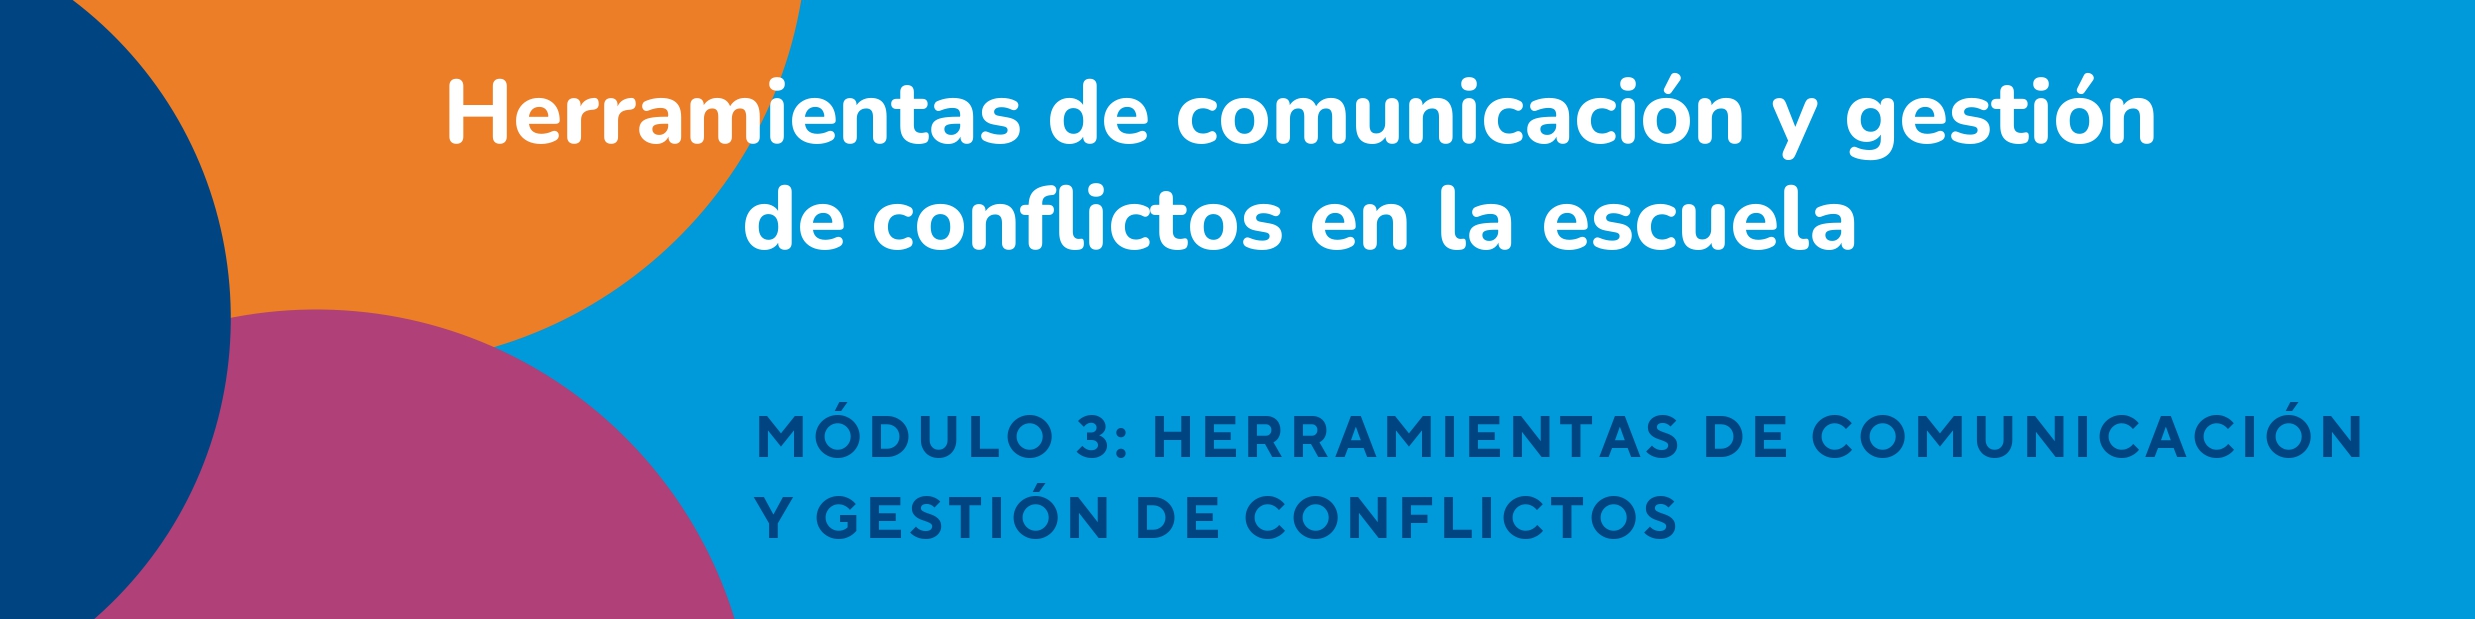 Herramientas de comunicación y gestión
de conflictos en la escuela
MÓDULO 3: HERRAMIENTAS DE COMUNICACIÓN
Y GESTIÓN DE CONFLICTOS